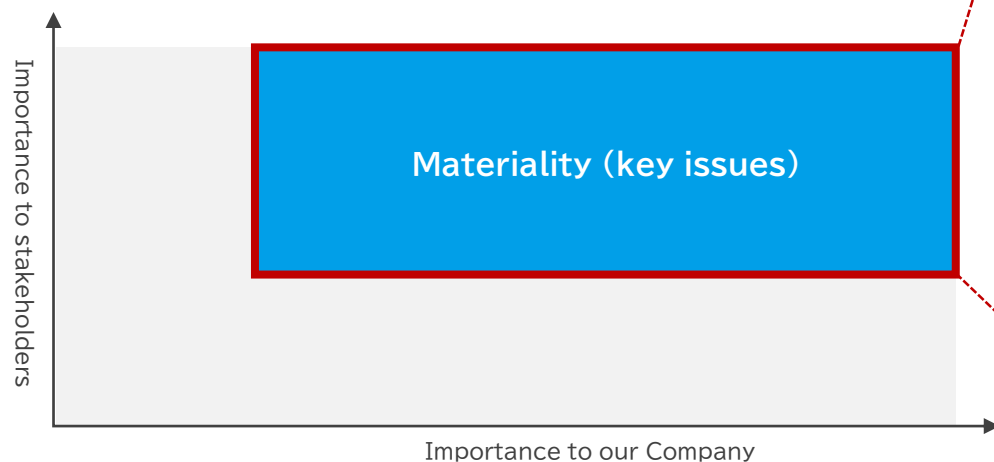 Importance to stakeholders
Materiality (key issues)
Importance to our Company